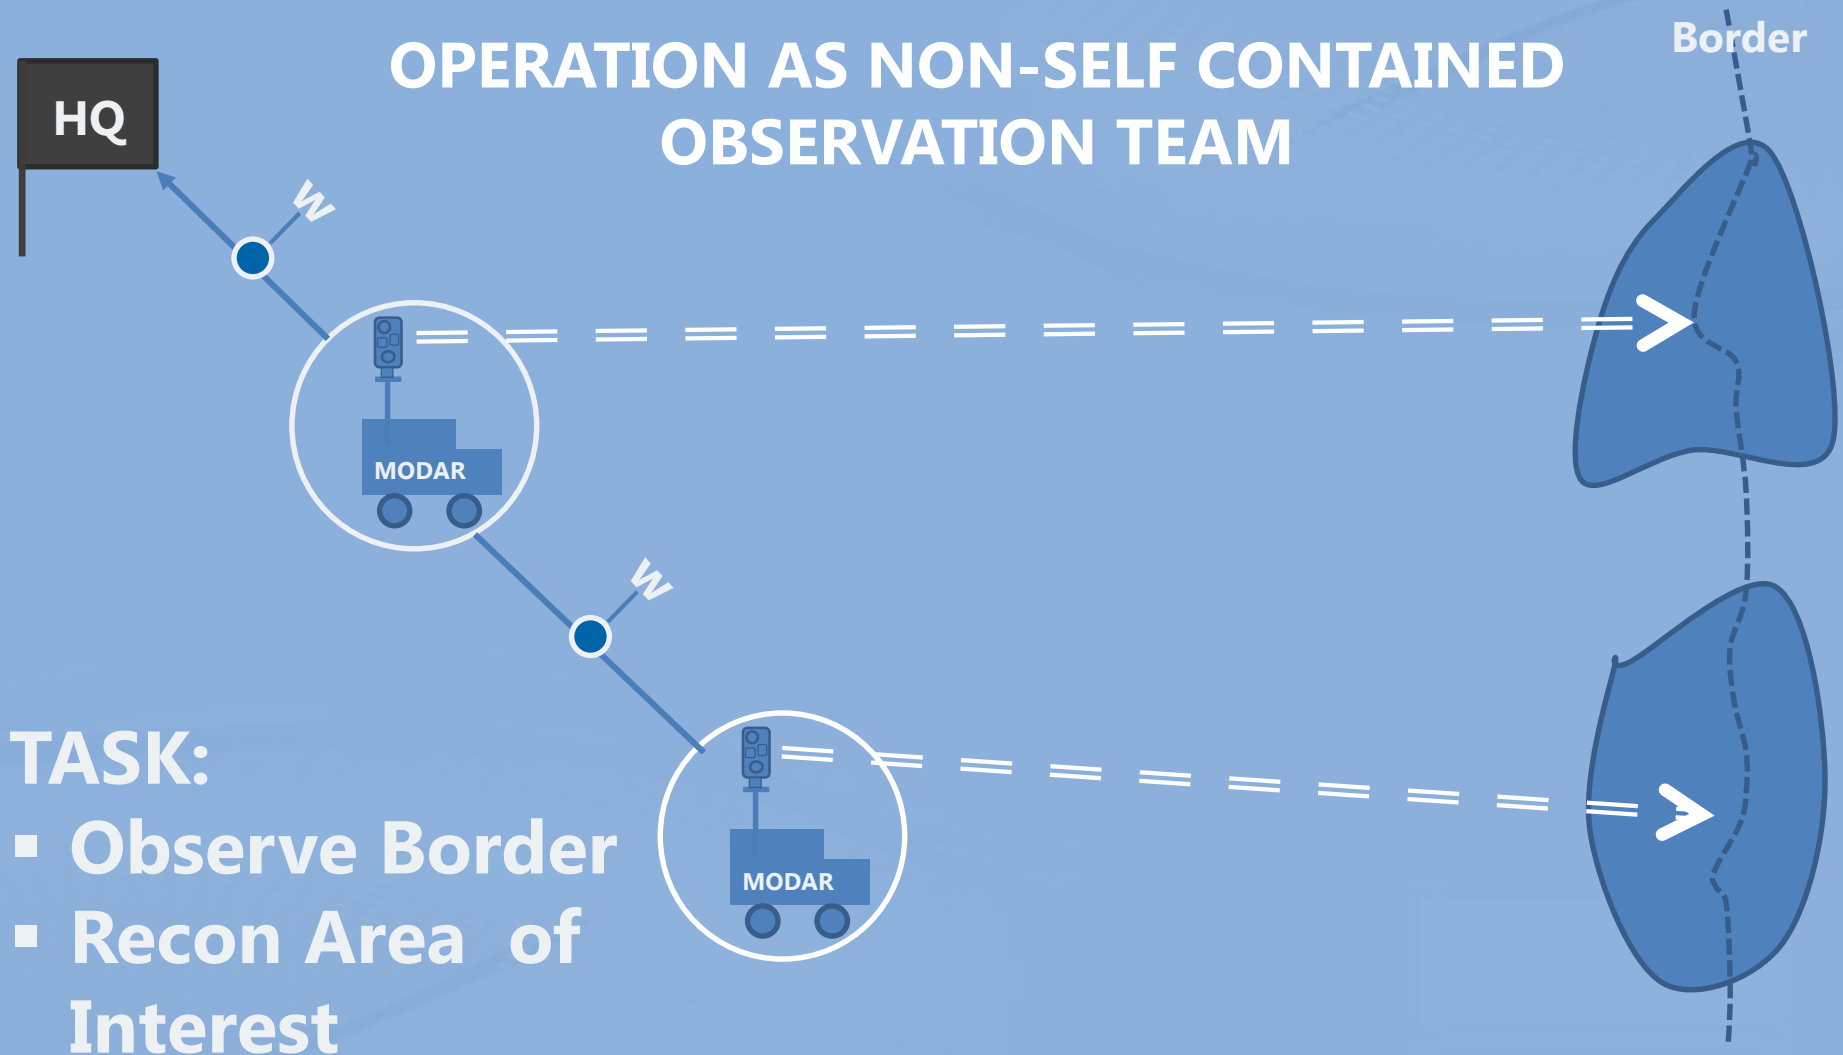 OPERATION AS NON-SELF CONTAINED
OBSERVATION TEAM
Border
HQ
W
MODAR
W
MODAR
TASK:
▪ Observe Border
▪ Recon Area of
Interest